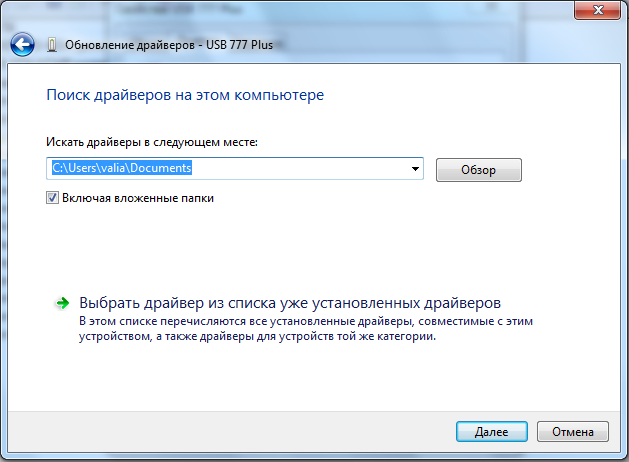 Обновление драйверов - USB 777 Plus
Поиск драйверов на этом компьютере
Искать драйверы в следующем месте:
C:\Users\valia\Documents
Обзор
Включая вложенные папки
Выбрать драйвер из списка уже установленных драйверов
В этом списке перечисляются все установленные драйверы, совместимые с этим
устройством, а также драйверы для устройств той же категории.
Далее
Отмена